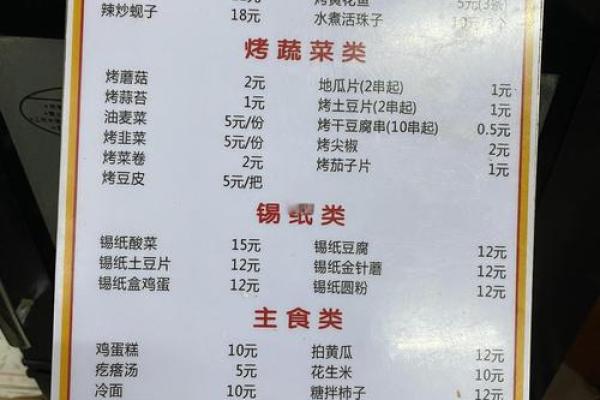 辣炒蚬子 18元
水煮活珠子
烤蔬菜类
烤蘑菇 2元
烤蒜苔 1元
油麦菜 5元/份
烤韭菜 5元/份
烤菜卷 2元
烤豆皮 5元/把
地瓜片(2串起) 1元
烤土豆片(2串起) 1元
烤干豆腐串(10串起) 0.5元
烤尖椒 2元
烤茄子片 1元
锡纸类
锡纸酸菜 15元
锡纸土豆片 12元
锡纸盒鸡蛋 12元
锡纸豆腐 12元
锡纸金针蘑 12元
锡纸圆粉 12元
主食类
鸡蛋糕 10元
疙瘩汤 5元
冷面 10元
拍黄瓜 12元
花生米 10元
糖拌柿子 12元